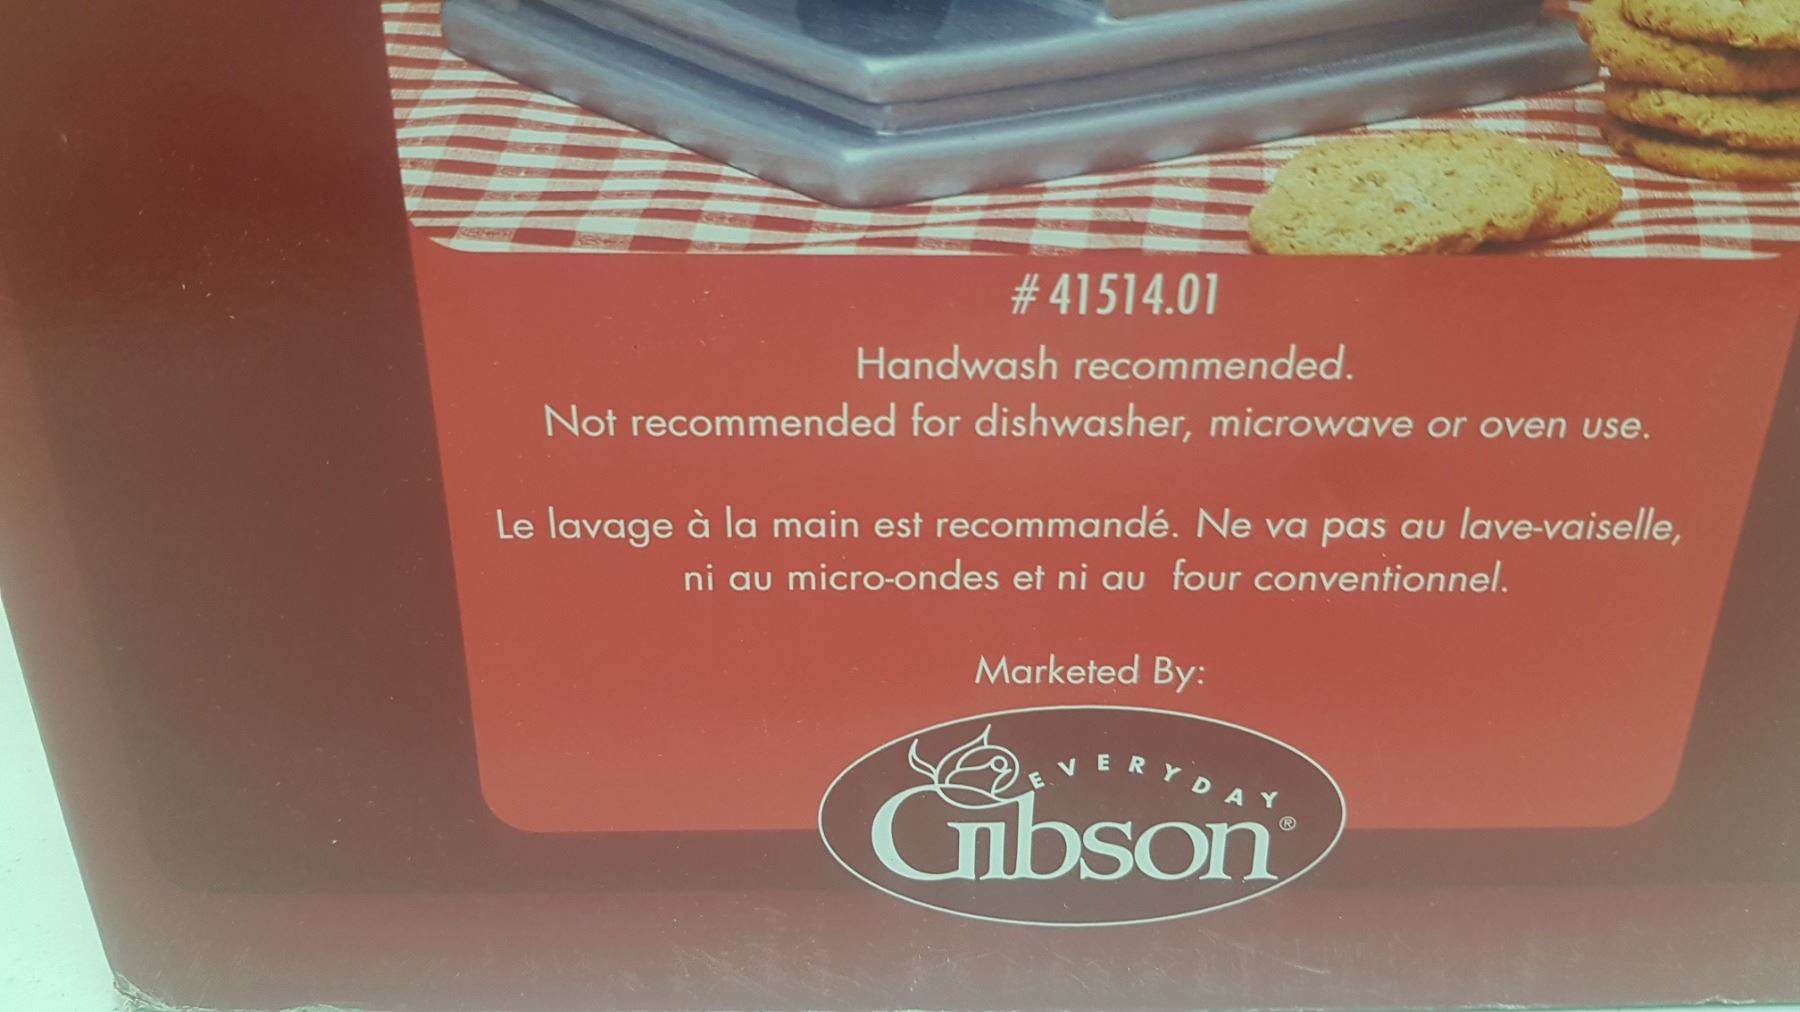 # 41514.01
Handwash recommended.
Not recommended for dishwasher, microwave or oven use.
Le lavage à la main est recommandé. Ne va pas au lave-vaiselle,
ni au micro-ondes et ni au four conventionnel.
Marketed By:
EVERYDAY
Gibson®